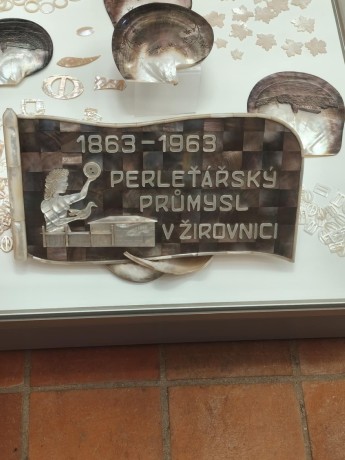 1863-1963
PERLEŤÁŘSKÝ
PRŮMYSL
V ŽIROVNICI